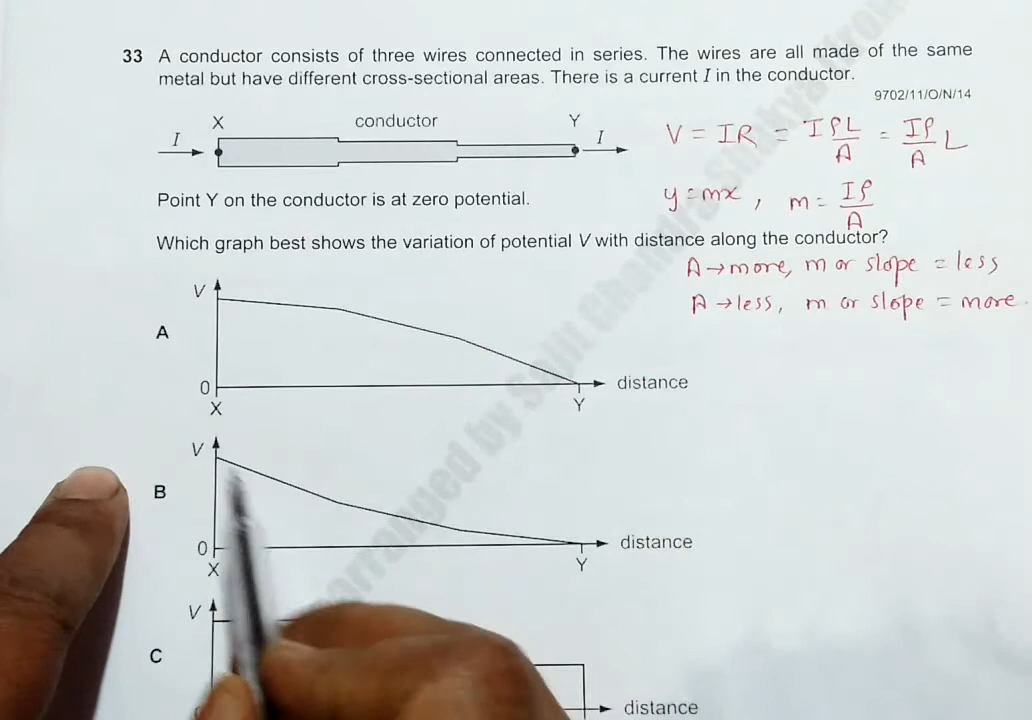 33 A conductor consists of three wires connected in series. The wires are all made of the same
metal but have different cross-sectional areas. There is a current I in the conductor.
9702/11/O/N/14
X conductor Y
I I
V = IR = IρL/A = Iρ/A L
Point Y on the conductor is at zero potential.
y = mx , m = Iρ/A
Which graph best shows the variation of potential V with distance along the conductor?
A → more, m or slope = less
A → less, m or slope = more.
V
A
0 distance
X Y
V
B
0 distance
X Y
V
C
distance